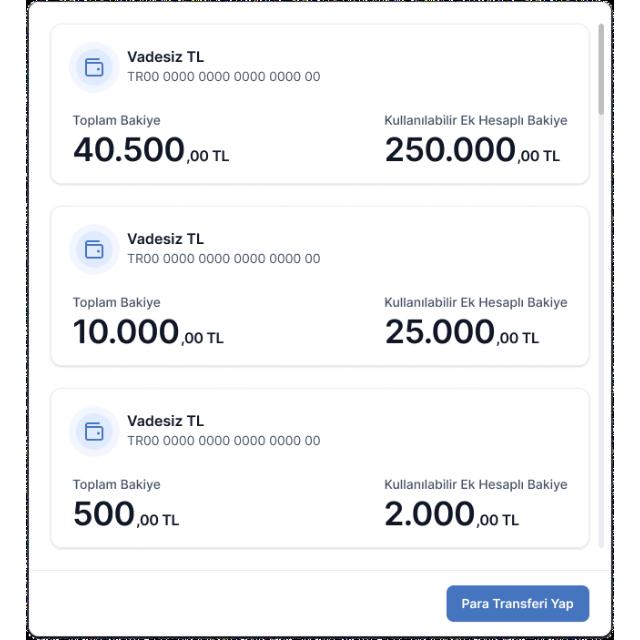 Vadesiz TL
TR00 0000 0000 0000 0000 00
Toplam Bakiye
40.500,00 TL
Kullanılabilir Ek Hesaplı Bakiye
250.000,00 TL
Vadesiz TL
TR00 0000 0000 0000 0000 00
Toplam Bakiye
10.000,00 TL
Kullanılabilir Ek Hesaplı Bakiye
25.000,00 TL
Vadesiz TL
TR00 0000 0000 0000 0000 00
Toplam Bakiye
500,00 TL
Kullanılabilir Ek Hesaplı Bakiye
2.000,00 TL
Para Transferi Yap